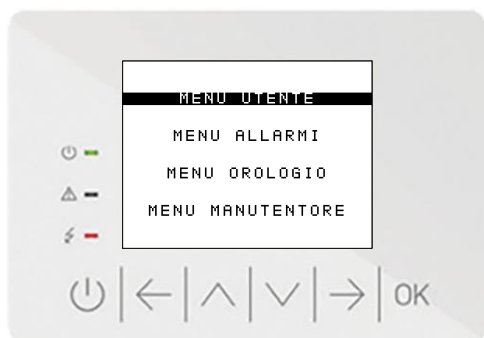 MENU UTENTE
MENU ALLARMI
MENU OROLOGIO
MENU MANUTENTORE
OK